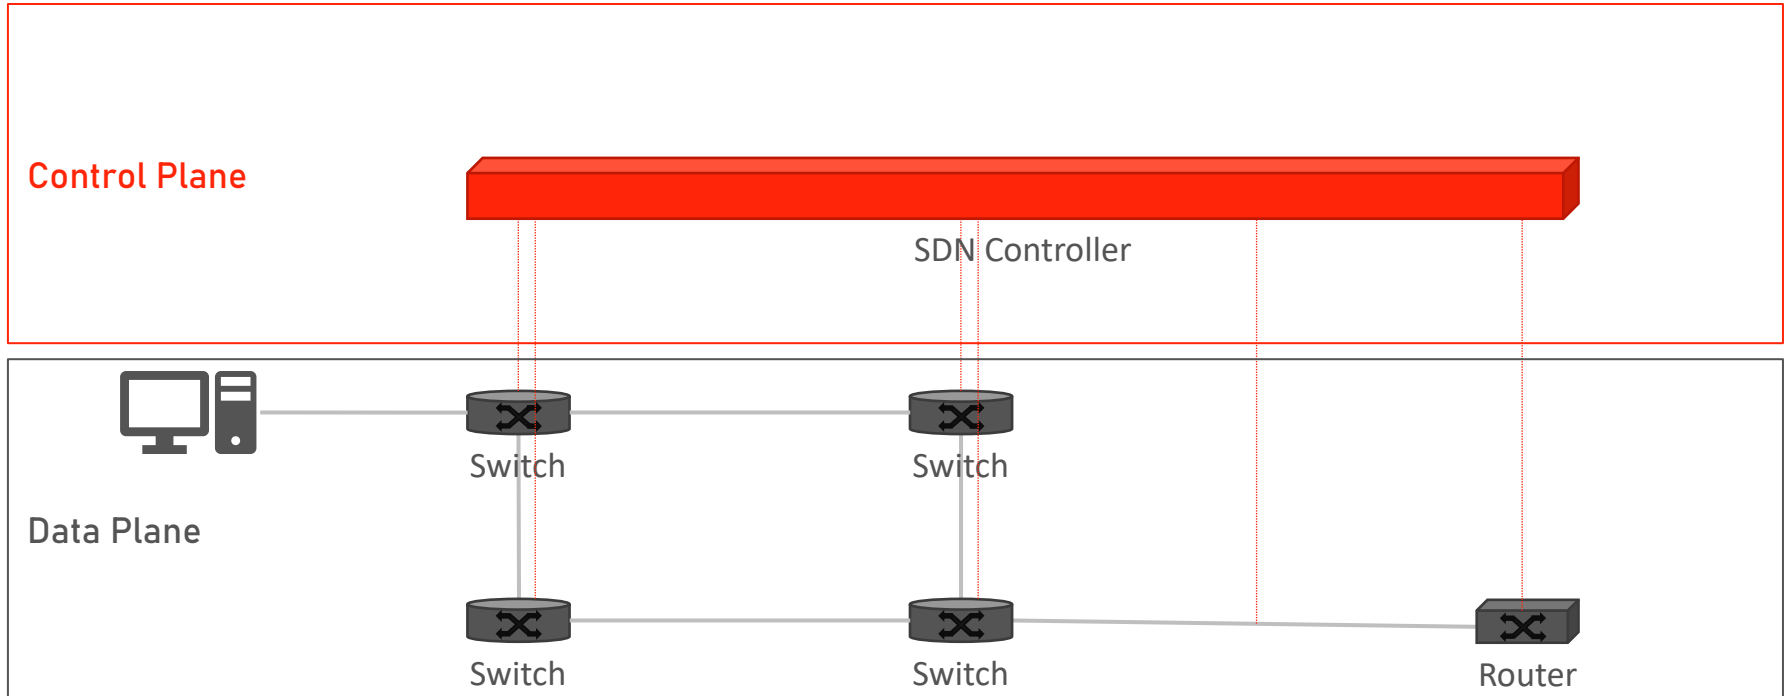 Control Plane
SDN Controller
Switch
Switch
Data Plane
Switch
Switch
Router